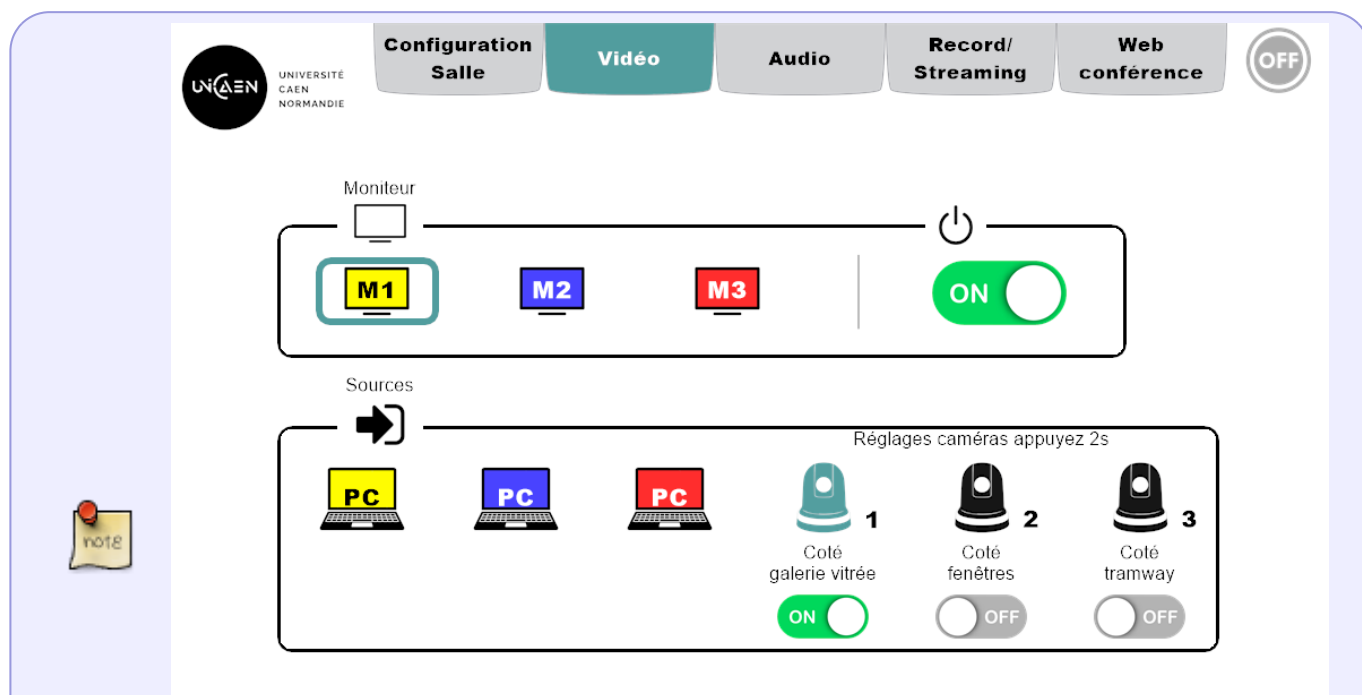 Configuration
Salle
Vidéo
Audio
Record/
Streaming
Web
conférence
OFF
UNICAEN
UNIVERSITÉ
CAEN
NORMANDIE
Moniteur
M1
M2
M3
ON
Sources
Réglages caméras appuyez 2s
PC
PC
PC
1
2
3
Coté
galerie vitrée
Coté
fenêtres
Coté
tramway
ON
OFF
OFF
note